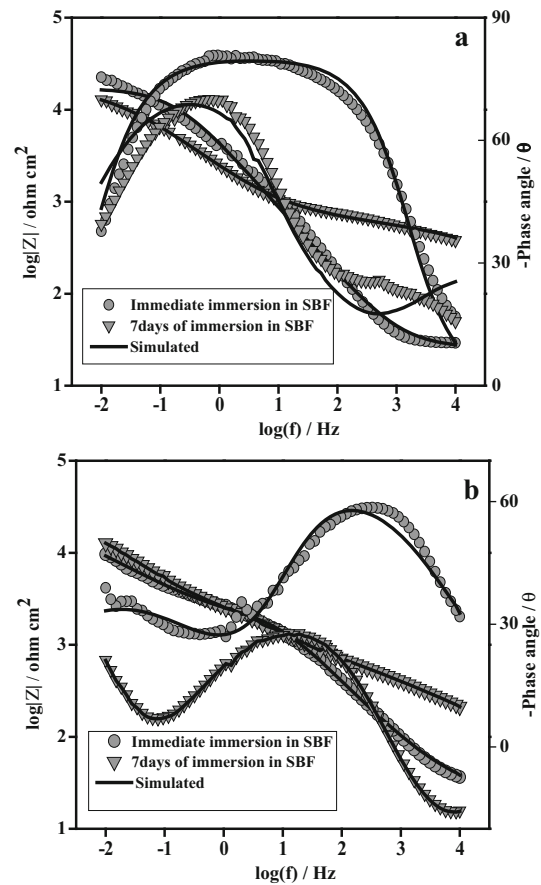 a
5
4
3
2
1
log|Z| / ohm cm2
90
60
30
0
-Phase angle / θ
Immediate immersion in SBF
7days of immersion in SBF
Simulated
-2 -1 0 1 2 3 4
log(f) / Hz
b
5
4
3
2
1
log|Z| / ohm cm2
60
30
0
-Phase angle / θ
Immediate immersion in SBF
7days of immersion in SBF
Simulated
-2 -1 0 1 2 3 4
log(f) / Hz